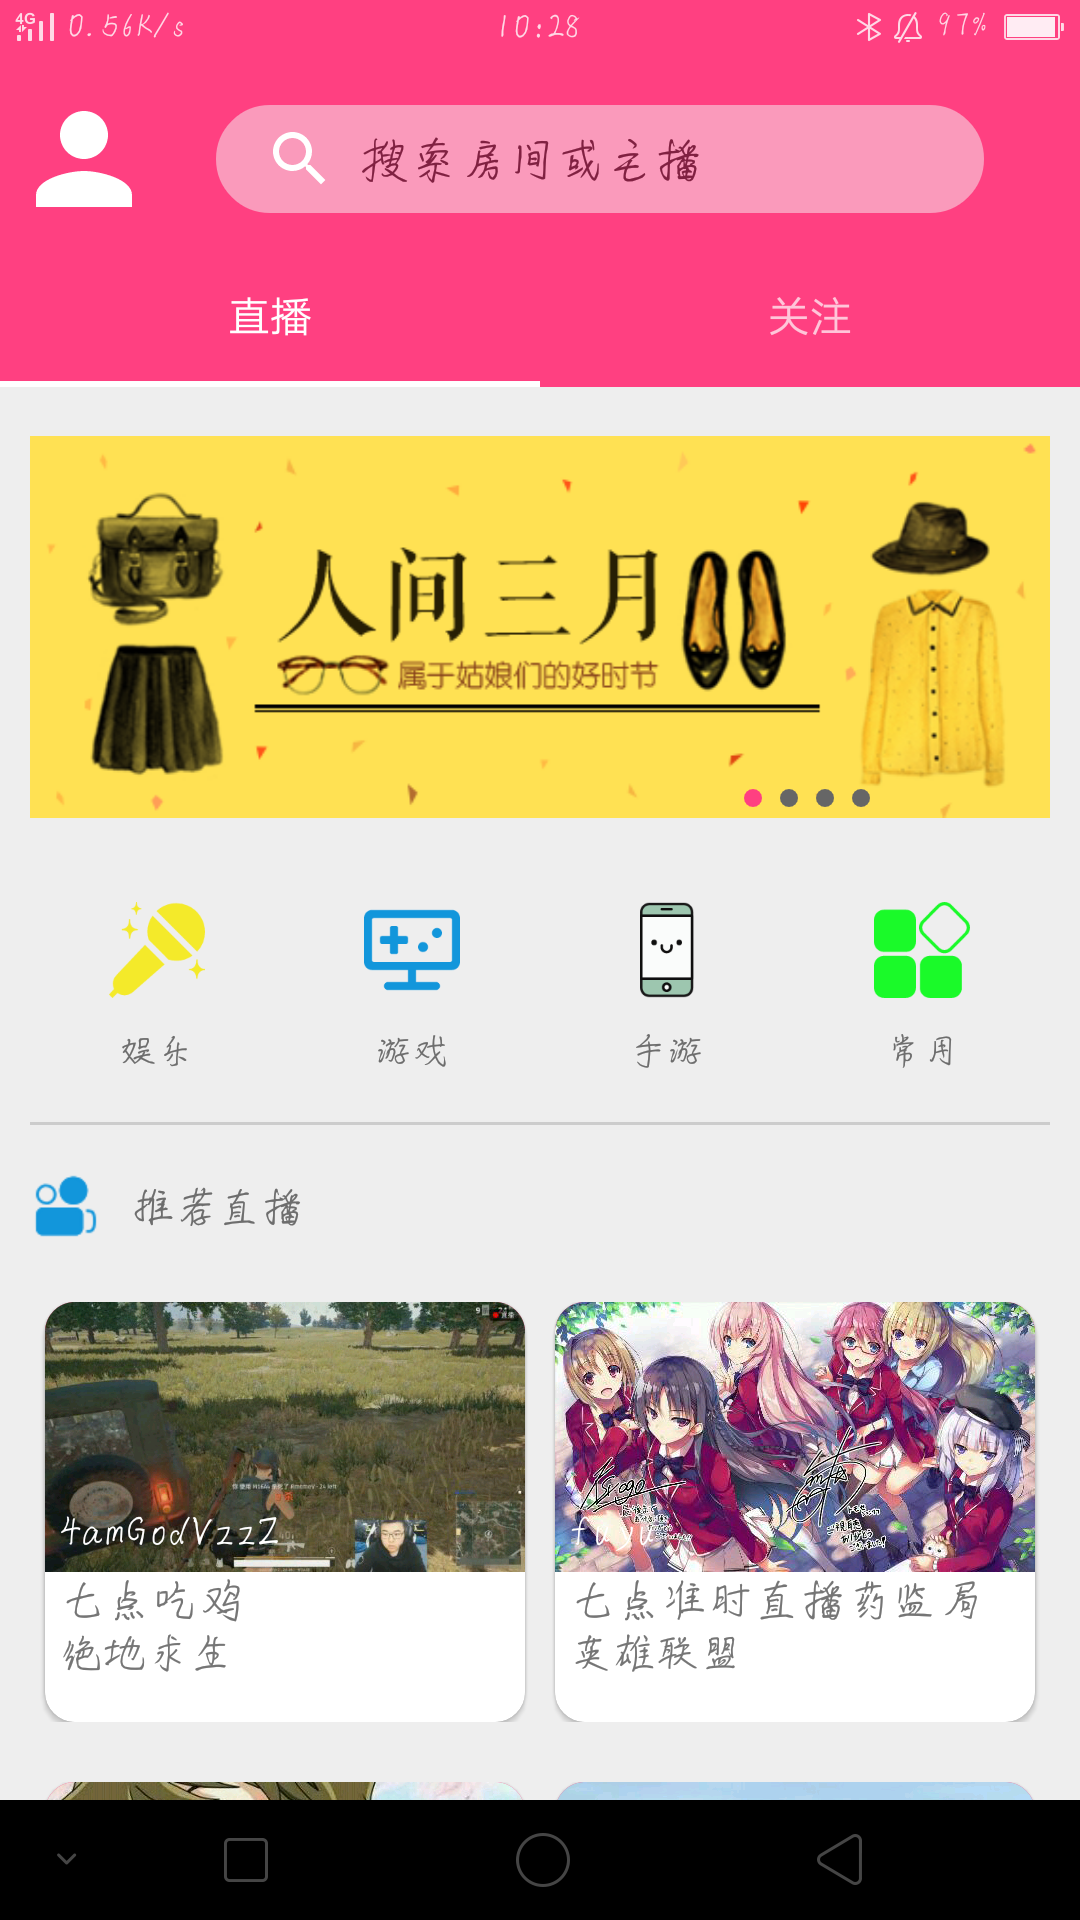 4G 0.56K/s 10:28 97%
搜索房间或主播
直播 关注
人间三月
属于姑娘们的好时节
娱乐 游戏 手游 常用
推荐直播
4amGodVzzZ
七点吃鸡
绝地求生
七点准时直播药监局
英雄联盟